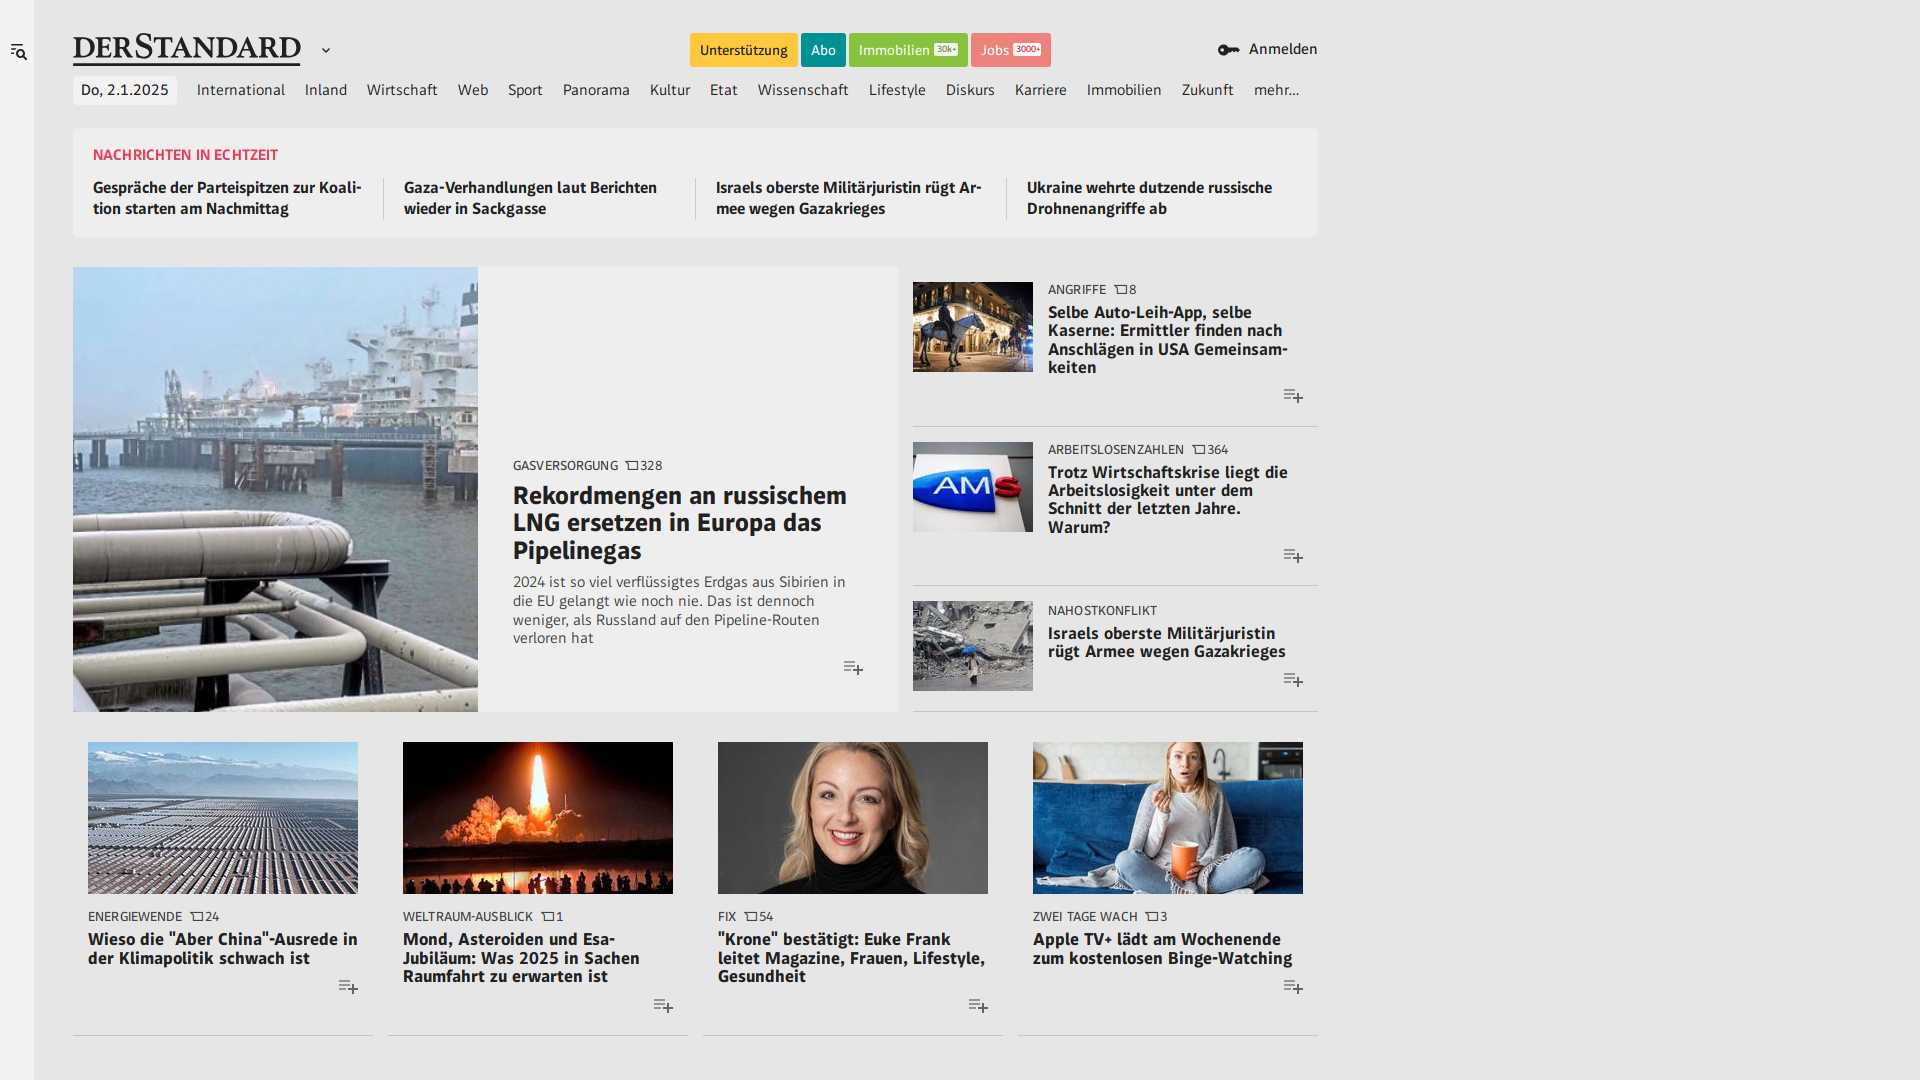 DERSTANDARD
Unterstützung
Abo
Immobilien 30k+
Jobs 3000+
Anmelden
Do, 2.1.2025
International
Inland
Wirtschaft
Web
Sport
Panorama
Kultur
Etat
Wissenschaft
Lifestyle
Diskurs
Karriere
Immobilien
Zukunft
mehr…
NACHRICHTEN IN ECHTZEIT
Gespräche der Parteispitzen zur Koali-
tion starten am Nachmittag
Gaza-Verhandlungen laut Berichten
wieder in Sackgasse
Israels oberste Militärjuristin rügt Ar-
mee wegen Gazakrieges
Ukraine wehrte dutzende russische
Drohnenangriffe ab
GASVERSORGUNG 328
Rekordmengen an russischem
LNG ersetzen in Europa das
Pipelinegas
2024 ist so viel verflüssigtes Erdgas aus Sibirien in
die EU gelangt wie noch nie. Das ist dennoch
weniger, als Russland auf den Pipeline-Routen
verloren hat
ANGRIFFE 8
Selbe Auto-Leih-App, selbe
Kaserne: Ermittler finden nach
Anschlägen in USA Gemeinsam-
keiten
AMS
ARBEITSLOSENZAHLEN 364
Trotz Wirtschaftskrise liegt die
Arbeitslosigkeit unter dem
Schnitt der letzten Jahre.
Warum?
NAHOSTKONFLIKT
Israels oberste Militärjuristin
rügt Armee wegen Gazakrieges
ENERGIEWENDE 24
Wieso die "Aber China"-Ausrede in
der Klimapolitik schwach ist
WELTRAUM-AUSBLICK 1
Mond, Asteroiden und Esa-
Jubiläum: Was 2025 in Sachen
Raumfahrt zu erwarten ist
FIX 54
"Krone" bestätigt: Euke Frank
leitet Magazine, Frauen, Lifestyle,
Gesundheit
ZWEI TAGE WACH 3
Apple TV+ lädt am Wochenende
zum kostenlosen Binge-Watching